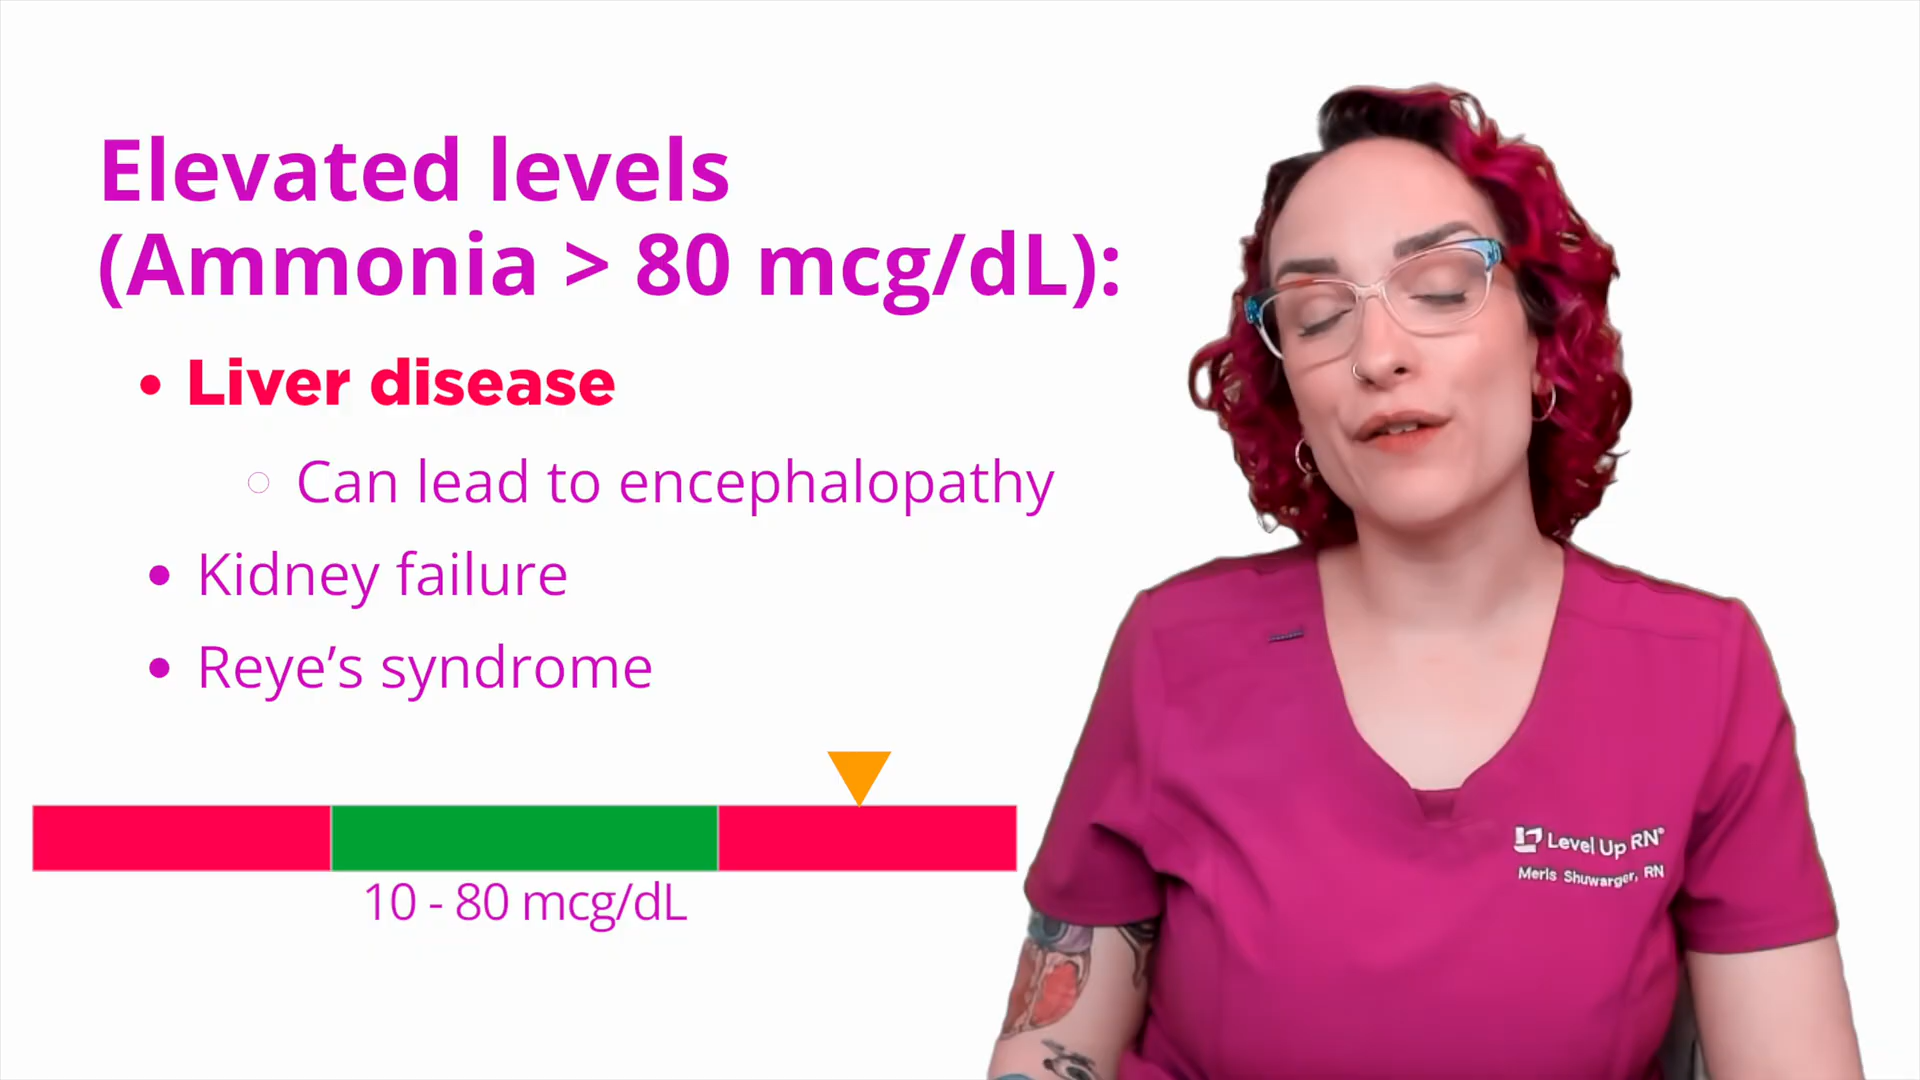 Elevated levels
(Ammonia > 80 mcg/dL):
• Liver disease
○ Can lead to encephalopathy
• Kidney failure
• Reye’s syndrome
10 - 80 mcg/dL
Level Up RN®
Meris Shuwarger, RN